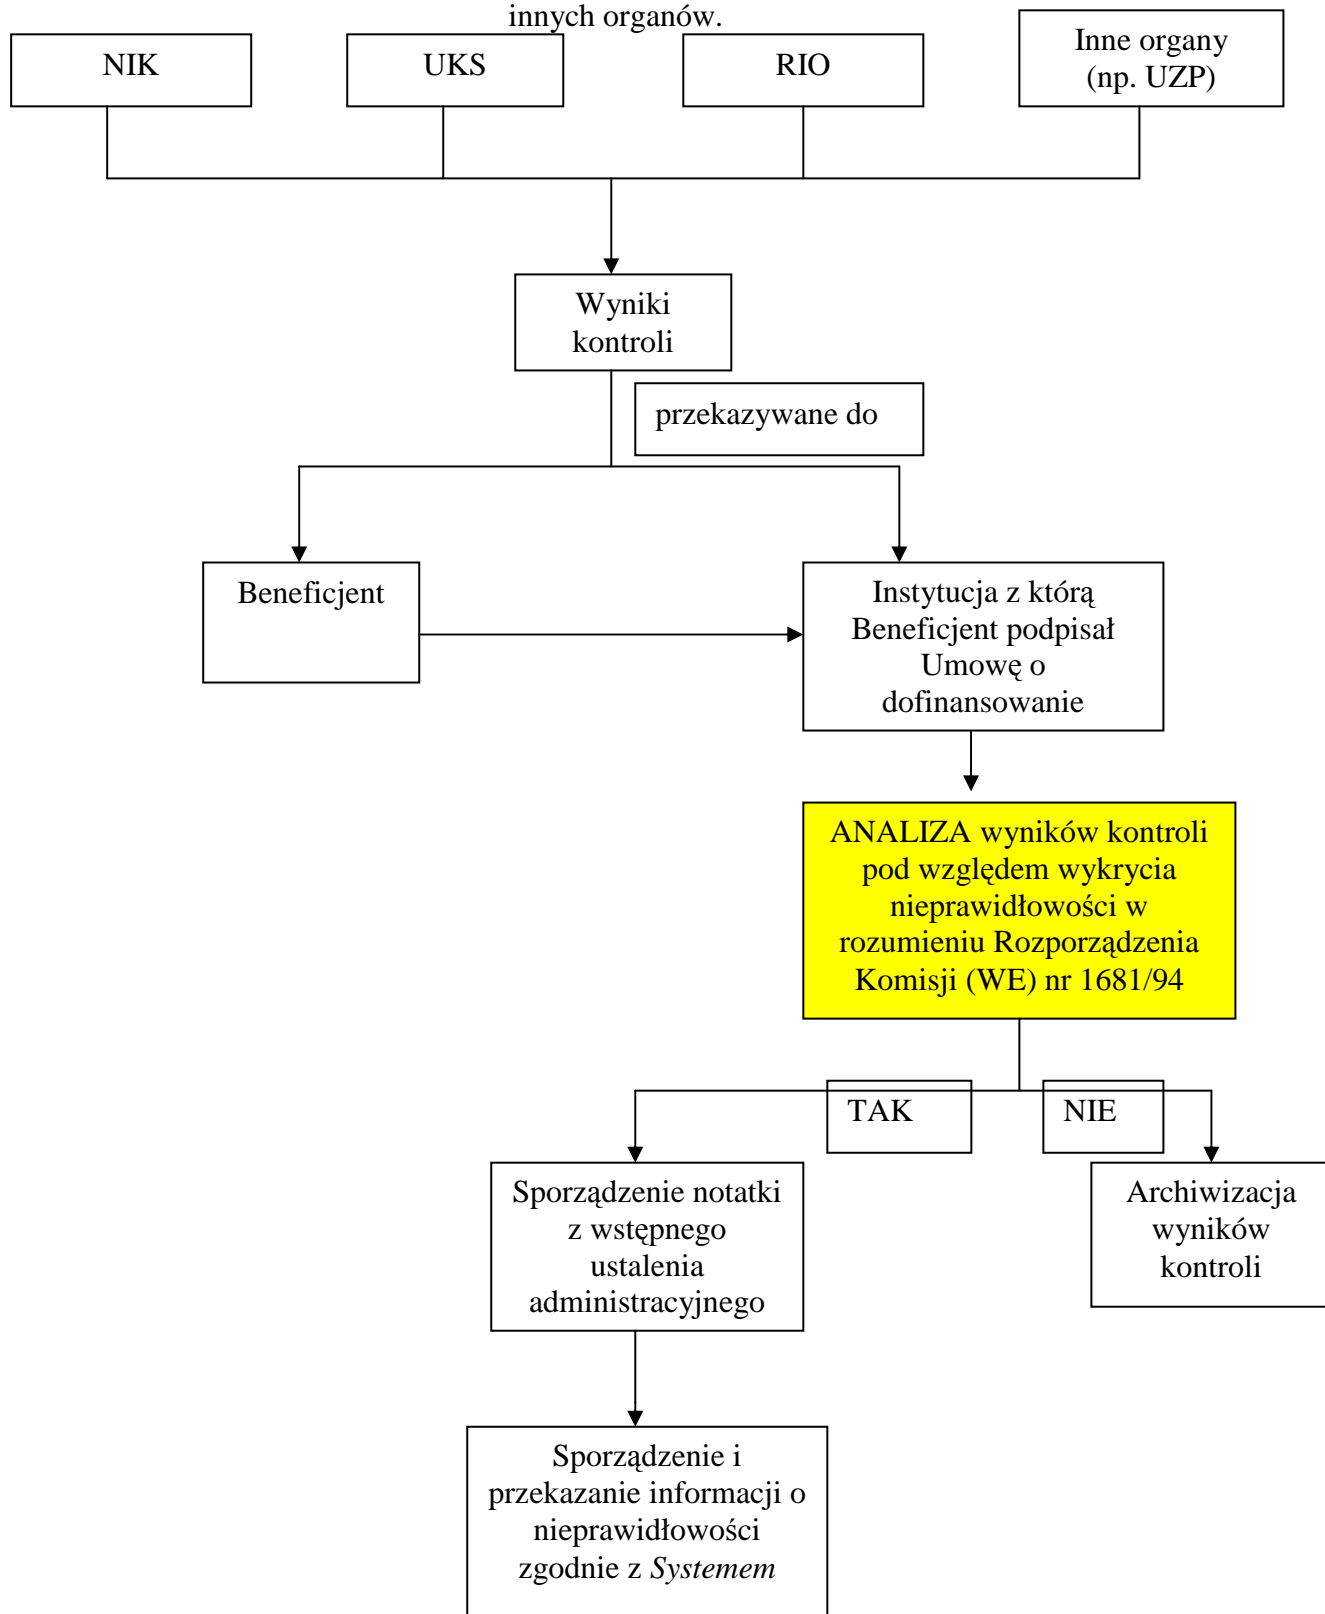 innych organów.
NIK
UKS
RIO
Inne organy
(np. UZP)
Wyniki
kontroli
przekazywane do
Beneficjent
Instytucja z którą
Beneficjent podpisał
Umowę o
dofinansowanie
ANALIZA wyników kontroli
pod względem wykrycia
nieprawidłowości w
rozumieniu Rozporządzenia
Komisji (WE) nr 1681/94
TAK
NIE
Sporządzenie notatki
z wstępnego
ustalenia
administracyjnego
Archiwizacja
wyników
kontroli
Sporządzenie i
przekazanie informacji o
nieprawidłowości
zgodnie z Systemem